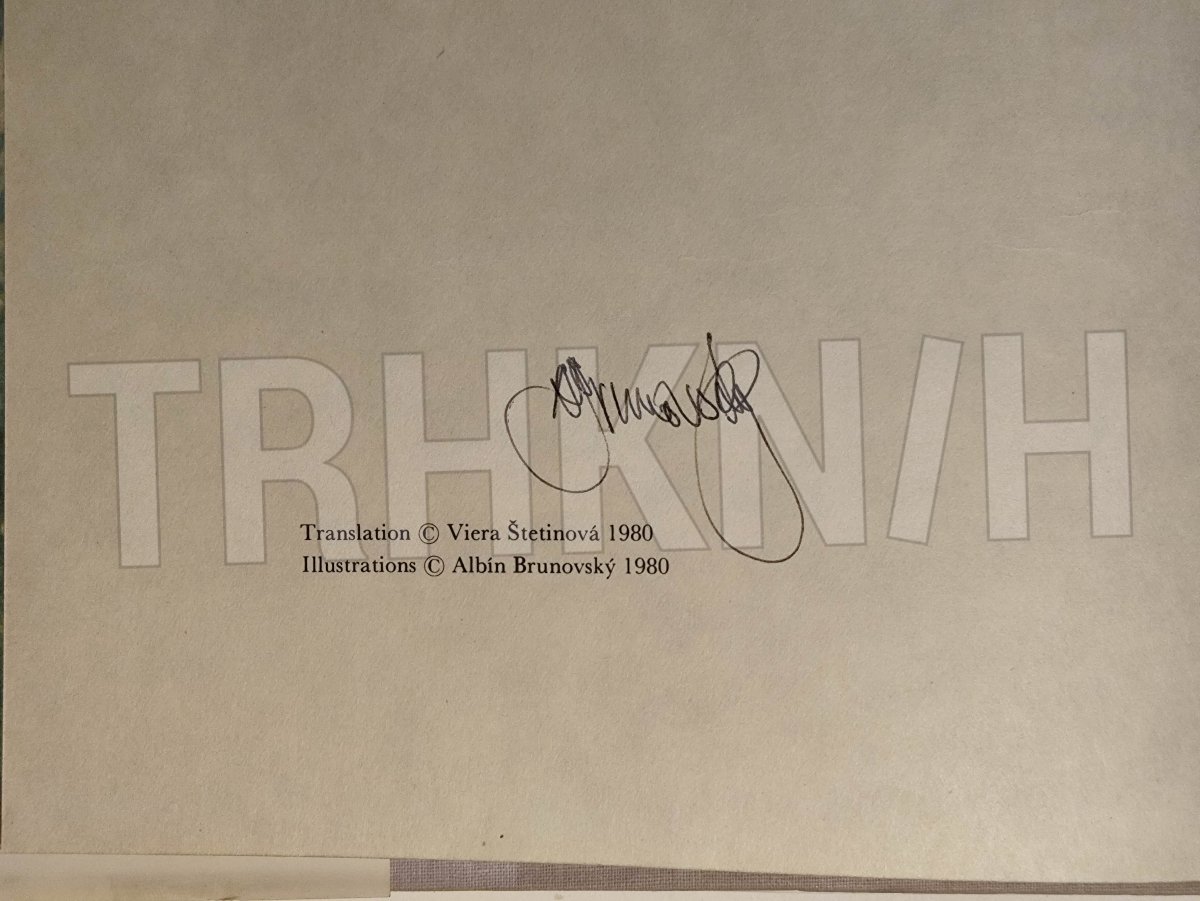 TRHKN/H
Translation © Viera Štetinová 1980
Illustrations © Albín Brunovský 1980